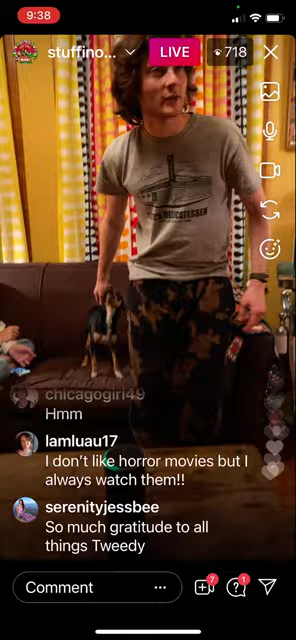 9:38
stuffino...
LIVE
718
DELICATESSEN
chicagogirl49
Hmm
lamluau17
I don't like horror movies but I
always watch them!!
serenityjessbee
So much gratitude to all
things Tweedy
Comment
7
1